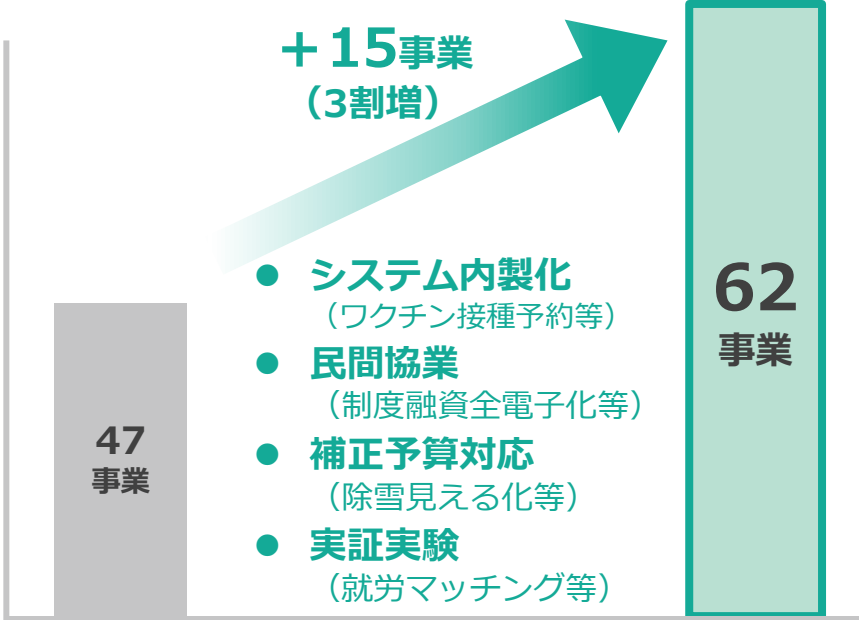 ＋15事業
（3割増）
● システム内製化
（ワクチン接種予約等）
● 民間協業
（制度融資全電子化等）
● 補正予算対応
（除雪見える化等）
● 実証実験
（就労マッチング等）
47
事業
62
事業